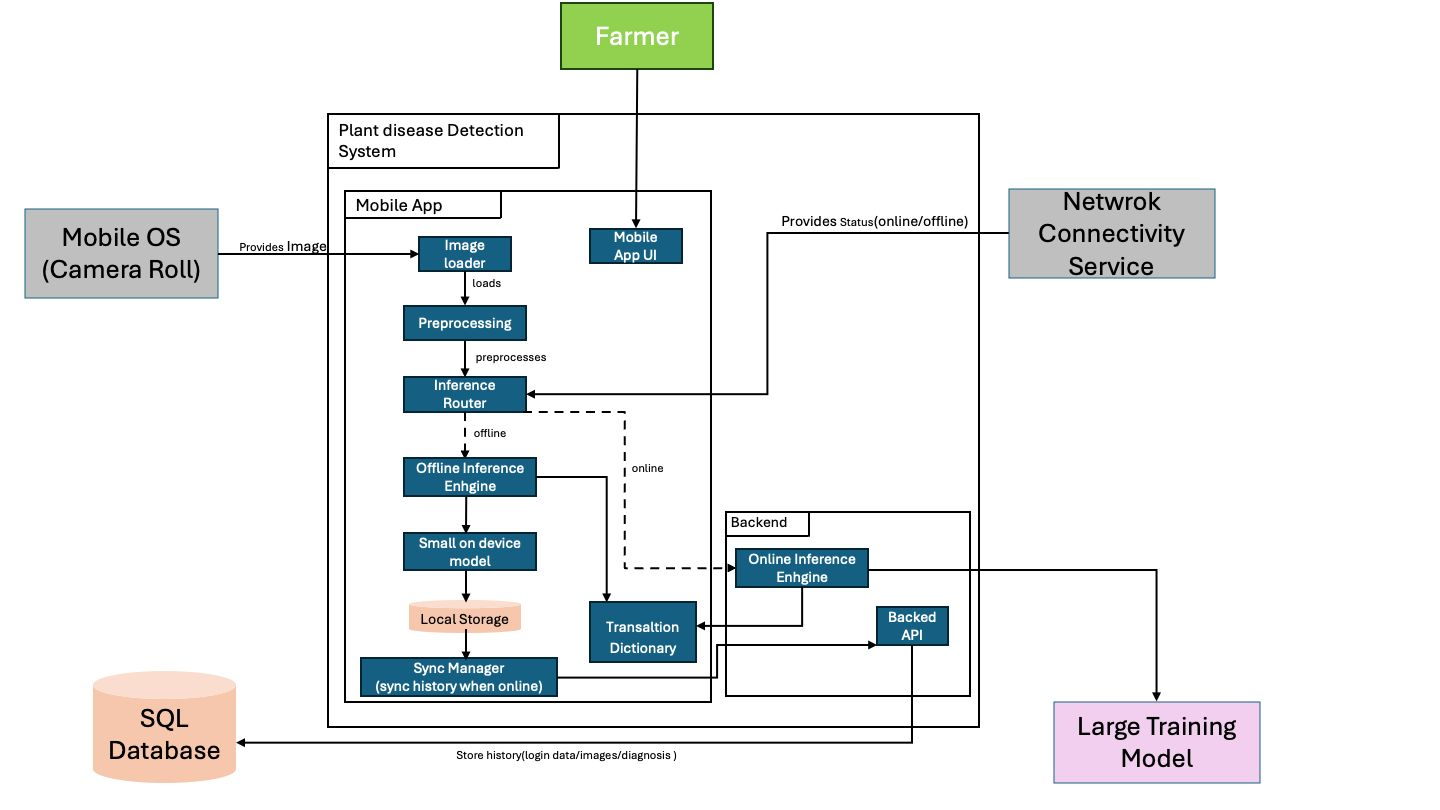 Farmer
Plant disease Detection
System
Mobile App
Mobile OS
(Camera Roll)
Provides Image
Image
loader
Mobile
App UI
Provides Status(online/offline)
Netwrok
Connectivity
Service
loads
Preprocessing
preprocesses
Inference
Router
offline
online
Offline Inference
Enhgine
Small on device
model
Local Storage
Sync Manager
(sync history when online)
Transaltion
Dictionary
Backend
Online Inference
Enhgine
Backed
API
SQL
Database
Store history(login data/images/diagnosis )
Large Training
Model